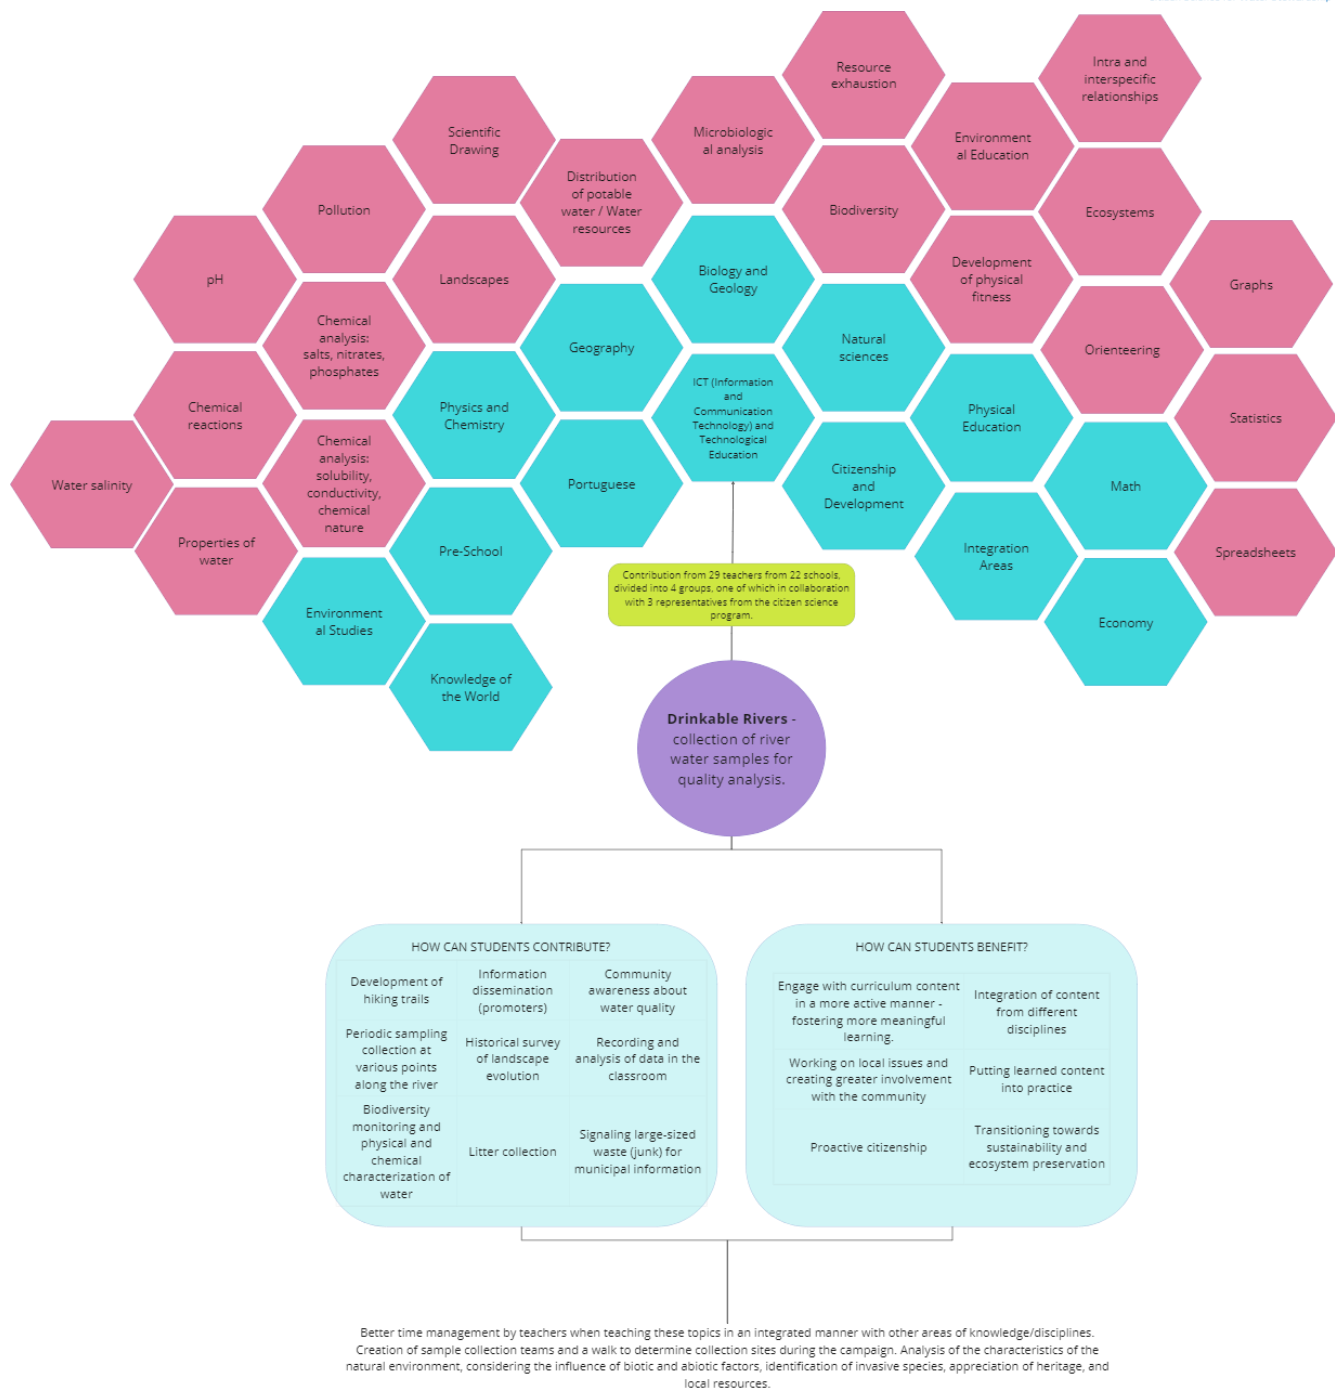 Resource
exhaustion
Intra and
interspecific
relationships
Scientific
Drawing
Microbiologic
al analysis
Environment
al Education
Distribution
of potable
water / Water
resources
Pollution
Biodiversity
Ecosystems
pH
Landscapes
Biology and
Geology
Development
of physical
fitness
Graphs
Chemical
analysis:
salts, nitrates,
phosphates
Geography
Natural
sciences
Orienteering
Chemical
reactions
Physics and
Chemistry
ICT (Information
and
Communication
Technology) and
Technological
Education
Physical
Education
Statistics
Water salinity
Chemical
analysis:
solubility,
conductivity,
chemical
nature
Portuguese
Citizenship
and
Development
Math
Properties of
water
Pre-School
Integration
Areas
Spreadsheets
Environment
al Studies
Economy
Knowledge of
the World
Contribution from 29 teachers from 22 schools,
divided into 4 groups, one of which in collaboration
with 3 representatives from the citizen science
program.
Drinkable Rivers -
collection of river
water samples for
quality analysis.
HOW CAN STUDENTS CONTRIBUTE?
Development of
hiking trails
Information
dissemination
(promoters)
Community
awareness about
water quality
Periodic sampling
collection at
various points
along the river
Historical survey
of landscape
evolution
Recording and
analysis of data in the
classroom
Biodiversity
monitoring and
physical and
chemical
characterization of
water
Litter collection
Signaling large-sized
waste (junk) for
municipal information
HOW CAN STUDENTS BENEFIT?
Engage with curriculum content
in a more active manner -
fostering more meaningful
learning.
Integration of content
from different
disciplines
Working on local issues and
creating greater involvement
with the community
Putting learned content
into practice
Proactive citizenship
Transitioning towards
sustainability and
ecosystem preservation
Better time management by teachers when teaching these topics in an integrated manner with other areas of knowledge/disciplines.
Creation of sample collection teams and a walk to determine collection sites during the campaign. Analysis of the characteristics of the
natural environment, considering the influence of biotic and abiotic factors, identification of invasive species, appreciation of heritage, and
local resources.